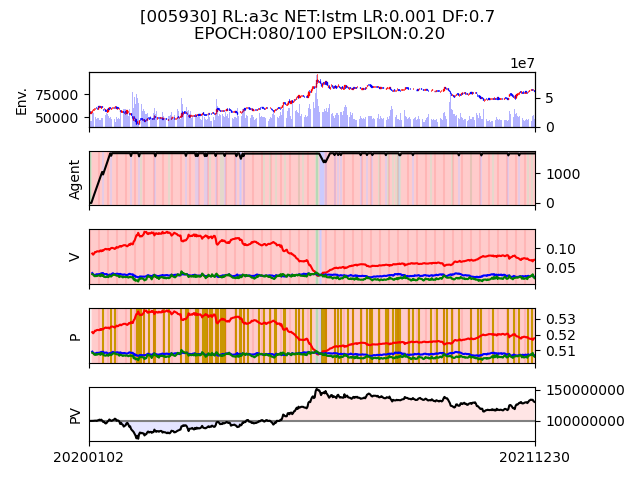 [005930] RL:a3c NET:lstm LR:0.001 DF:0.7
EPOCH:080/100 EPSILON:0.20
1e7
Env.
75000
50000
5
0
Agent
1000
0
V
0.10
0.05
P
0.53
0.52
0.51
PV
150000000
100000000
20200102
20211230